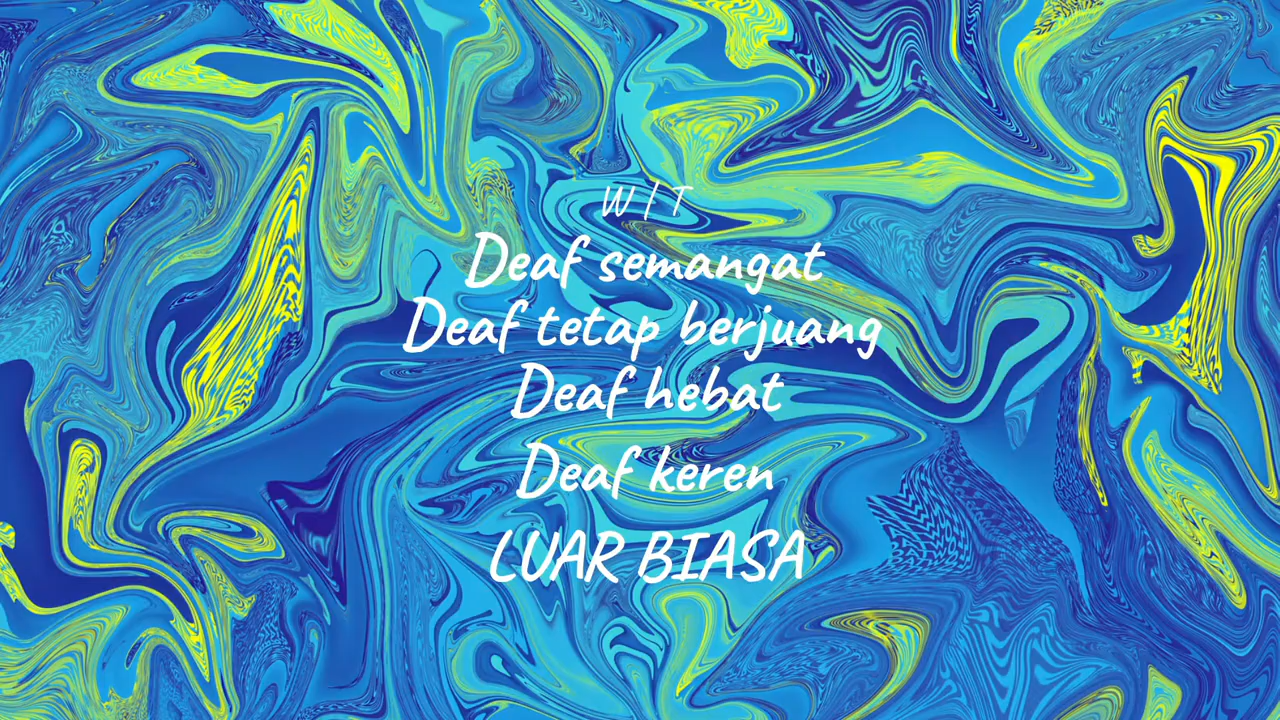 W / T
Deaf semangat
Deaf tetap berjuang
Deaf hebat
Deaf keren
LUAR BIASA